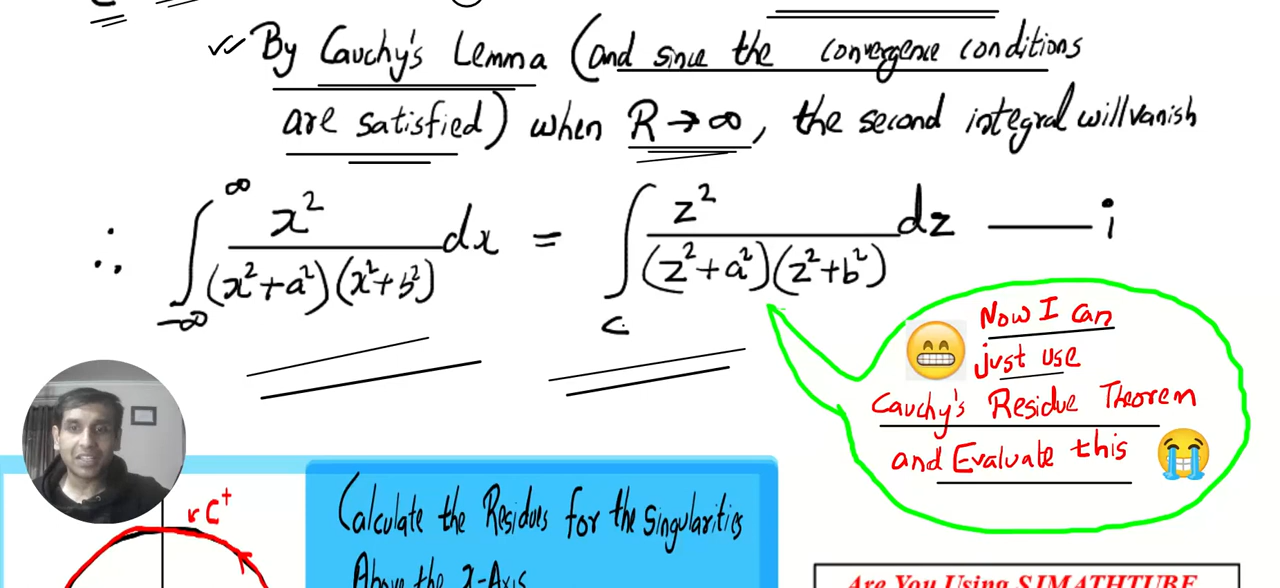 By Cauchy's Lemma (and since the convergence conditions
are satisfied) when R→∞, the second integral will vanish
∴ ∫_{-∞}^{∞} x²/((x²+a²)(x²+b²)) dx = ∫_c z²/((z²+a²)(z²+b²)) dz —— i
Now I can
just use
Cauchy's Residue Theorem
and Evaluate this
C⁺
Calculate the Residues for the Singularities
Above the x-Axis
Are You Using SIMATHTURE